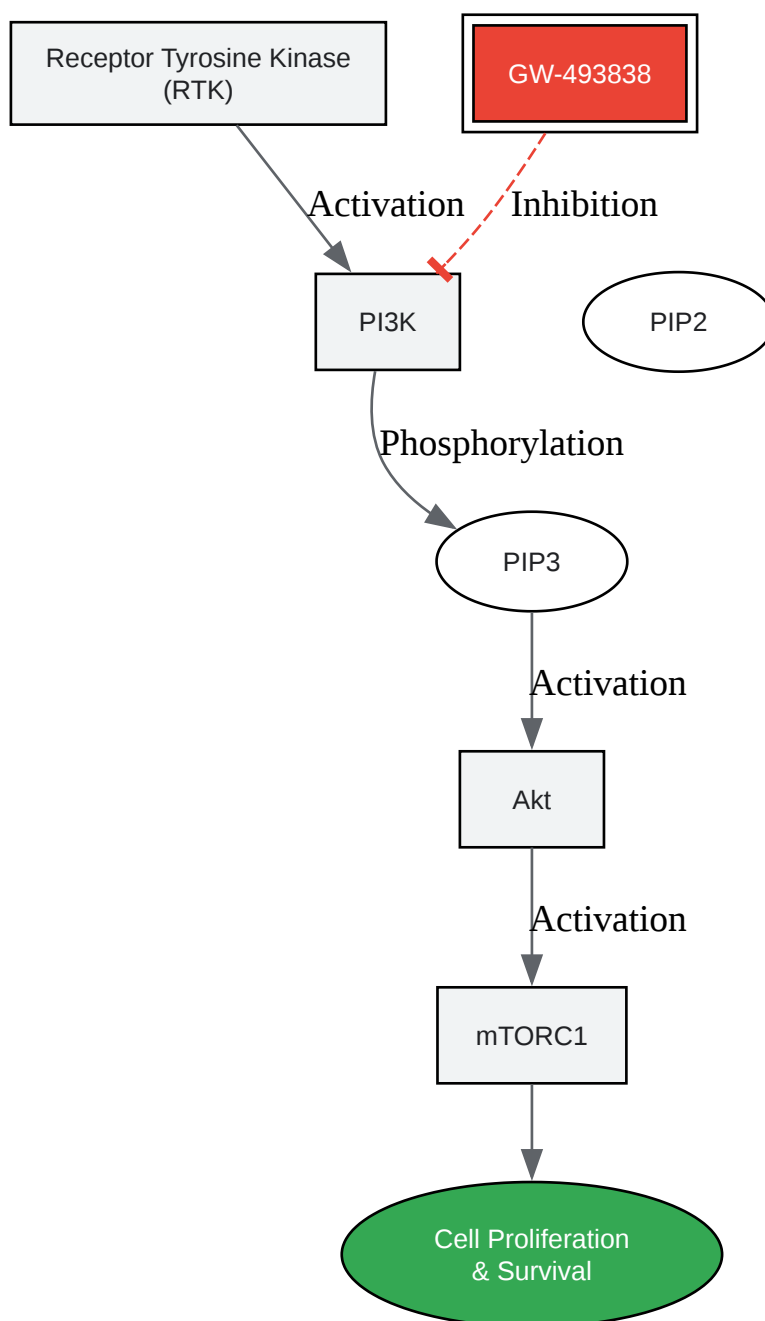 Receptor Tyrosine Kinase
(RTK)
GW-493838
Activation
Inhibition
PI3K
PIP2
Phosphorylation
PIP3
Activation
Akt
Activation
mTORC1
Cell Proliferation
& Survival